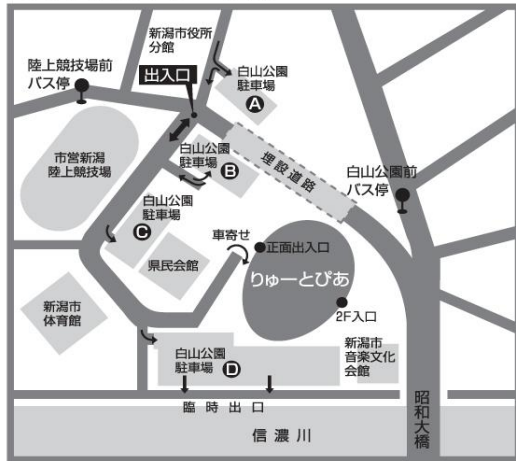 新潟市役所
分館
陸上競技場前
バス停
出入口
白山公園
駐車場
A
白山公園
駐車場
B
埋設道路
市営新潟
陸上競技場
白山公園前
バス停
白山公園
駐車場
C
車寄せ
正面出入口
県民会館
りゅーとぴあ
新潟市
体育館
2F入口
白山公園
駐車場
D
新潟市
音楽文化
会館
臨時出口
昭和大橋
信濃川